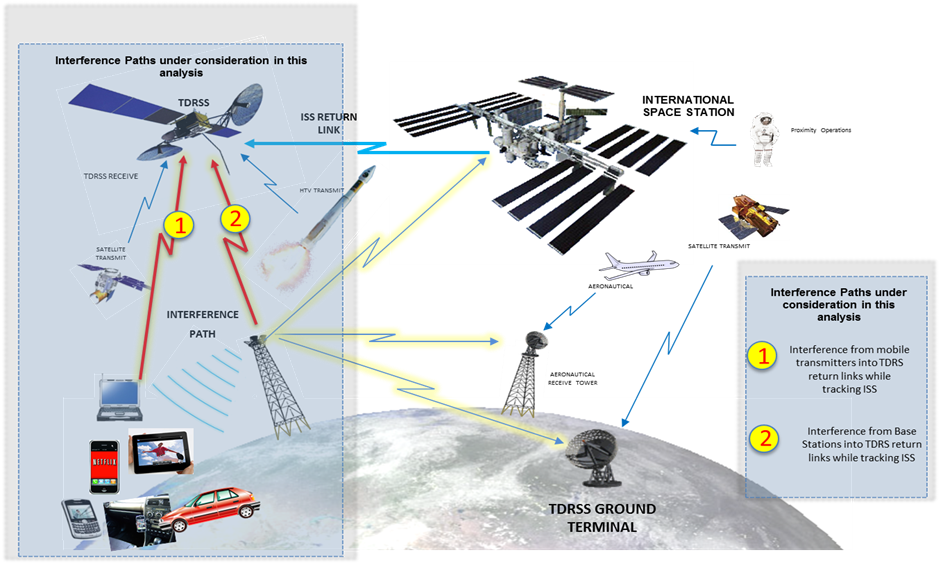 Interference Paths under consideration in this
analysis
TDRSS
ISS RETURN
LINK
TDRSS RECEIVE
HTV TRANSMIT
1
2
SATELLITE
TRANSMIT
INTERFERENCE
PATH
NETFLIX
INTERNATIONAL
SPACE STATION
Proximity Operations
SATELLITE TRANSMIT
AERONAUTICAL
AERONAUTICAL
RECEIVE TOWER
TDRSS GROUND
TERMINAL
Interference Paths under
consideration in this
analysis
1
Interference from mobile
transmitters into TDRS
return links while
tracking ISS
2
Interference from Base
Stations into TDRS return
links while tracking ISS